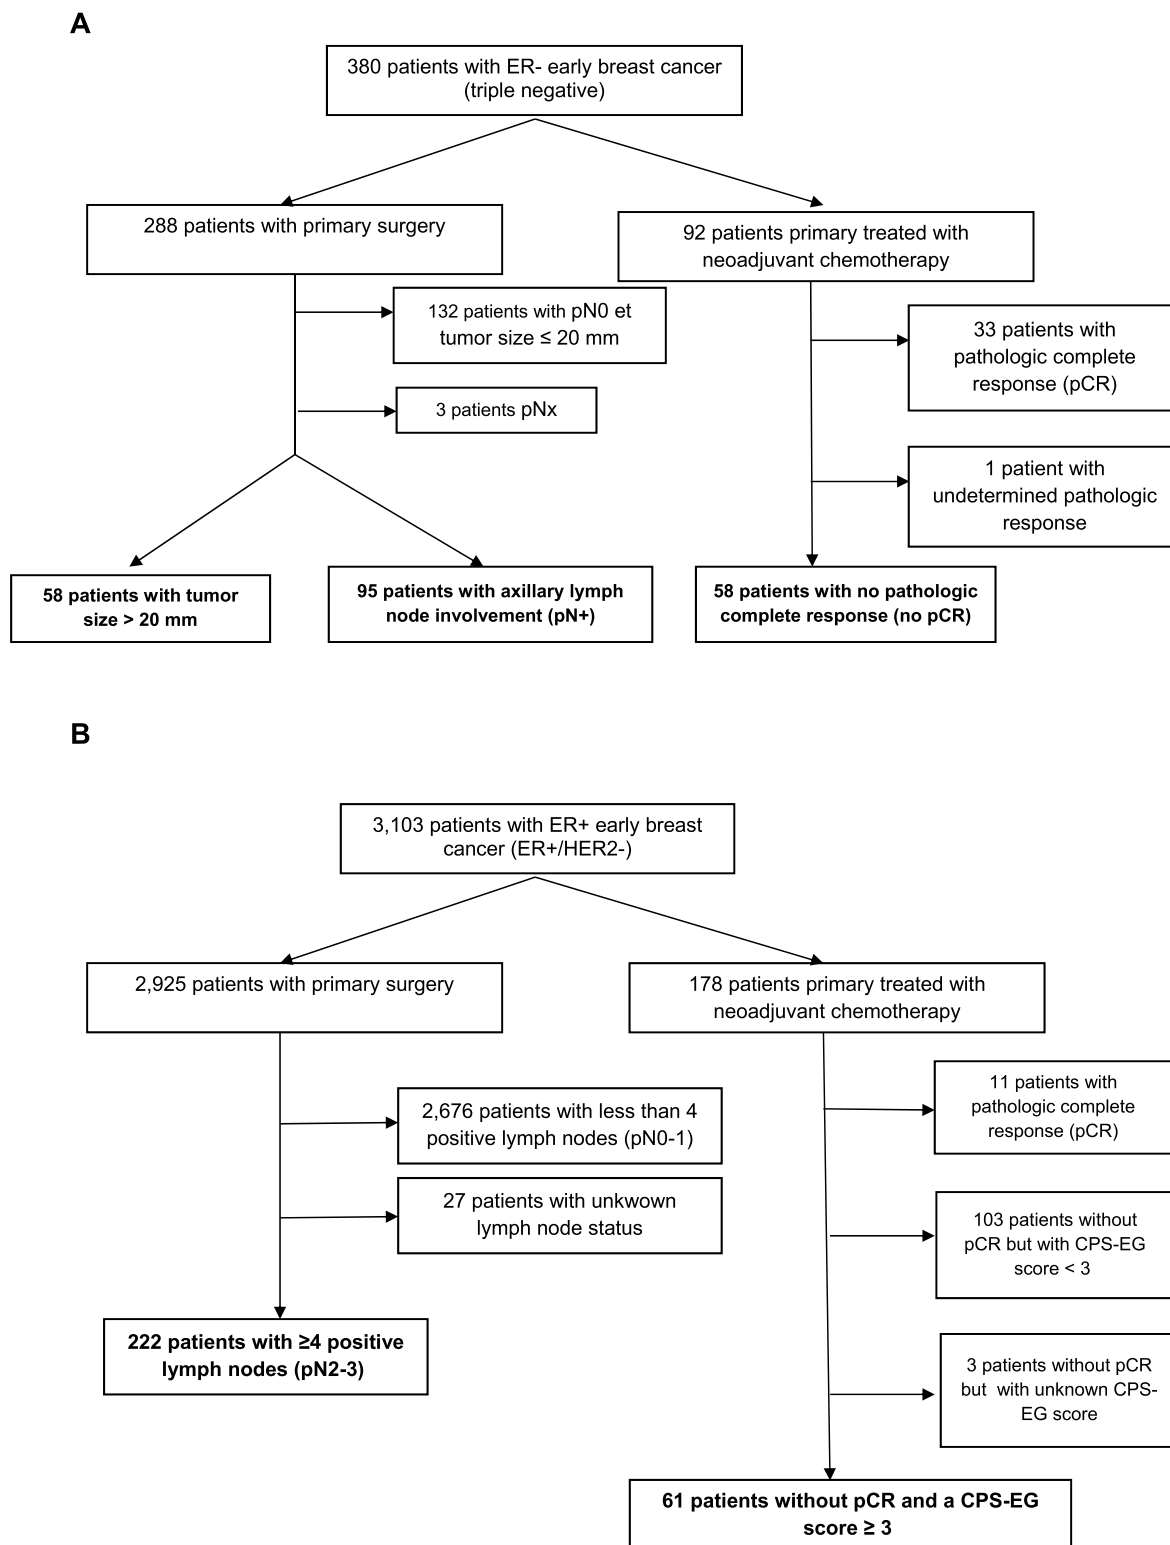 A
380 patients with ER- early breast cancer
(triple negative)
288 patients with primary surgery
92 patients primary treated with
neoadjuvant chemotherapy
132 patients with pN0 et
tumor size ≤ 20 mm
33 patients with
pathologic complete
response (pCR)
3 patients pNx
1 patient with
undetermined pathologic
response
58 patients with tumor
size > 20 mm
95 patients with axillary lymph
node involvement (pN+)
58 patients with no pathologic
complete response (no pCR)
B
3,103 patients with ER+ early breast
cancer (ER+/HER2-)
2,925 patients with primary surgery
178 patients primary treated with
neoadjuvant chemotherapy
2,676 patients with less than 4
positive lymph nodes (pN0-1)
11 patients with
pathologic complete
response (pCR)
27 patients with unkwown
lymph node status
103 patients without
pCR but with CPS-EG
score < 3
222 patients with ≥4 positive
lymph nodes (pN2-3)
3 patients without pCR
but with unknown CPS-
EG score
61 patients without pCR and a CPS-EG
score ≥ 3